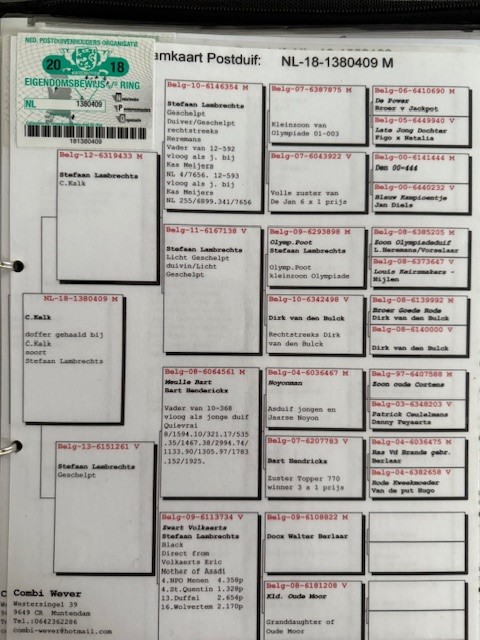 NED. POSTDUIVENHOUDERS ORGANISATIE
20 18
EIGENDOMSBEWIJS RING
NL 1380409
181380409
amkaart Postduif: NL-18-1380409 M
NL-18-1380409 M
C.Kalk
doffer gehaald bij
C.Kalk
soort
Stefaan Lambrechts
Belg-12-6319433 M
Stefaan Lambrechts
C.Kalk
Belg-13-6151261 V
Stefaan Lambrechts
Geschelpt
Belg-10-6146354 M
Stefaan Lambrechts
Geschelpt
Duiver/Geschelpt
rechtstreeks
Heremans
Vader van 12-592
vloog als j. bij
Kas Meijers
NL 4/7656. 12-593
vloog als j. bij
Kas Meijers
NL 255/6899.341/7656
Belg-11-6167138 V
Stefaan Lambrechts
Licht Geschelpt
duivin/Licht
Geschelpt
Belg-08-6064561 M
Meulle Bart
Bart Henderickx
Vader van 10-368
vloog als jonge duif
Quievrai
8/1594.10/321.17/535
.35/1467.38/2994.74/
1133.90/1305.97/1783
.152/1925.
Belg-09-6113734 V
Zwart Volkaerts
Stefaan Lambrechts
Black
Direct from
Volkaerts Eric
Mother of Asadi
4.NPO Menen 4.358p
4.St.Quentin 1.328p
13.Duffel 2.654p
16.Wolvertem 2.170p
Belg-07-6387875 M
Kleinzoon van
Olympiade 01-003
Belg-07-6043922 V
Volle zuster van
De Jan 6 x 1 prijs
Belg-09-6293898 M
Olymp.Poot
Stefaan Lambrechts
Olymp.Poot
kleinzoon Olympiade
Belg-10-6342498 V
Dirk van den Bulck
Rechtstreeks Dirk
van den Bulck
Belg-04-6036467 M
Noyonman
Asduif jongen en
Jaarse Noyon
Belg-07-6207783 V
Bart Hendrickx
Zuster Topper 770
winner 3 a 1 prijs
Belg-09-6108822 M
Docx Walter Berlaar
Belg-08-6181208 V
Kld. Oude Moor
Granddaughter of
Oude Moor
Belg-06-6410690 M
De Power
Broer v Jackpot
Belg-05-6449940 V
Late Jong Dochter
Figo x Natalia
Belg-00-6141444 M
Den 00-444
Belg-00-6440232 V
Blauw Kampioentje
Jan Diels
Belg-08-6385205 M
Zoon Olympiadeduif
L.Heremans/Vorselaar
Belg-08-6373647 V
Louis Keirsmakers -
Nijlen
Belg-08-6139992 M
Broer Goede Rode
Dirk van den Bulck
Belg-08-6140000 V
Dirk van den Bulck
Belg-97-6407588 M
Zoon oude Cortens
Belg-03-6348203 V
Patrick Ceulelmans
Danny Feyaerts
Belg-04-6036475 M
Ras Vd Brande gebr.
Berlaar
Belg-04-6382658 V
Rode Kweekmoeder
Van de put Hugo
Combi Wever
Westersingel 39
9649 CR Muntendam
Tel.:0642362286
combi-wever@hotmail.com